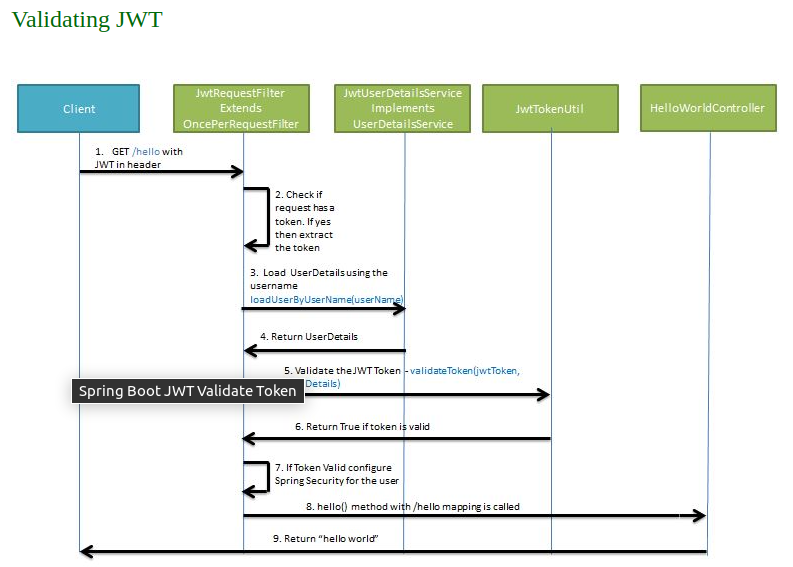 Validating JWT
Client
JwtRequestFilter
Extends
OncePerRequestFilter
JwtUserDetailsService
Implements
UserDetailsService
JwtTokenUtil
HelloWorldController
1. GET /hello with
JWT in header
2. Check if
request has a
token. If yes
then extract
the token
3. Load UserDetails using the
username
loadUserByUserName(userName)
4. Return UserDetails
5. Validate the JWT Token - validateToken(jwtToken,
Details)
Spring Boot JWT Validate Token
6. Return True if token is valid
7. If Token Valid configure
Spring Security for the user
8. hello() method with /hello mapping is called
9. Return “hello world”